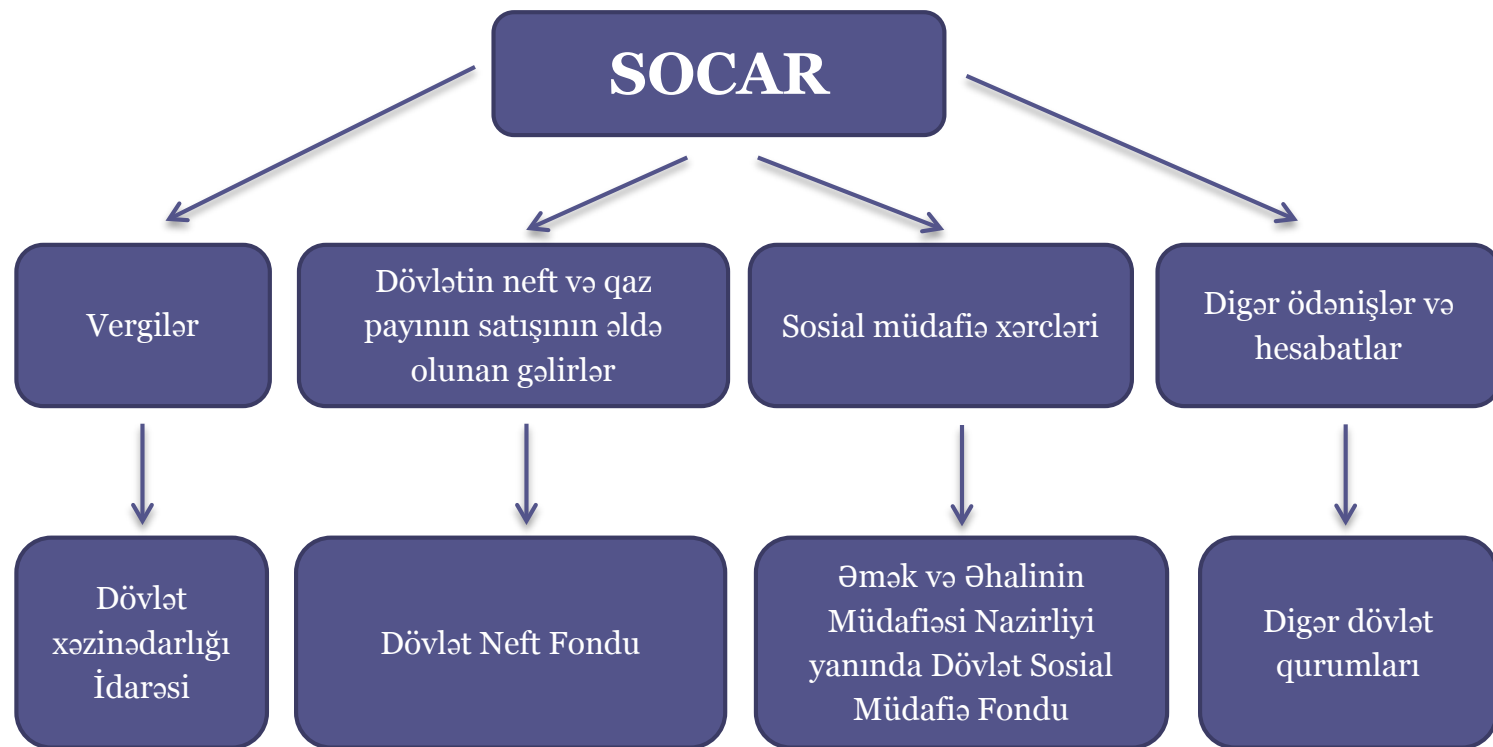 SOCAR
Vergilər
Dövlətin neft və qaz
payının satışının əldə
olunan gəlirlər
Sosial müdafiə xərcləri
Digər ödənişlər və
hesabatlar
Dövlət
xəzinədarlığı
İdarəsi
Dövlət Neft Fondu
Əmək və Əhalinin
Müdafiəsi Nazirliyi
yanında Dövlət Sosial
Müdafiə Fondu
Digər dövlət
qurumları